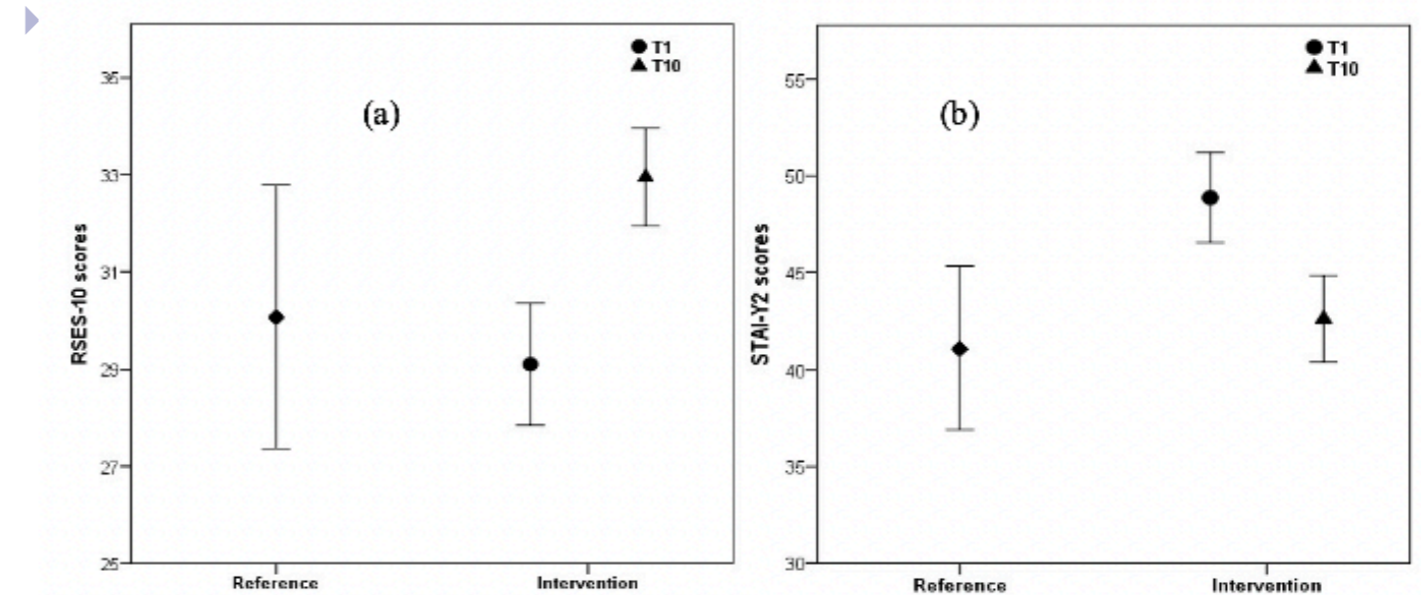 T1
T10
(a)
35
33
31
29
27
25
RSES-10 scores
Reference
Intervention
T1
T10
(b)
55
50
45
40
35
30
STAI-Y2 scores
Reference
Intervention